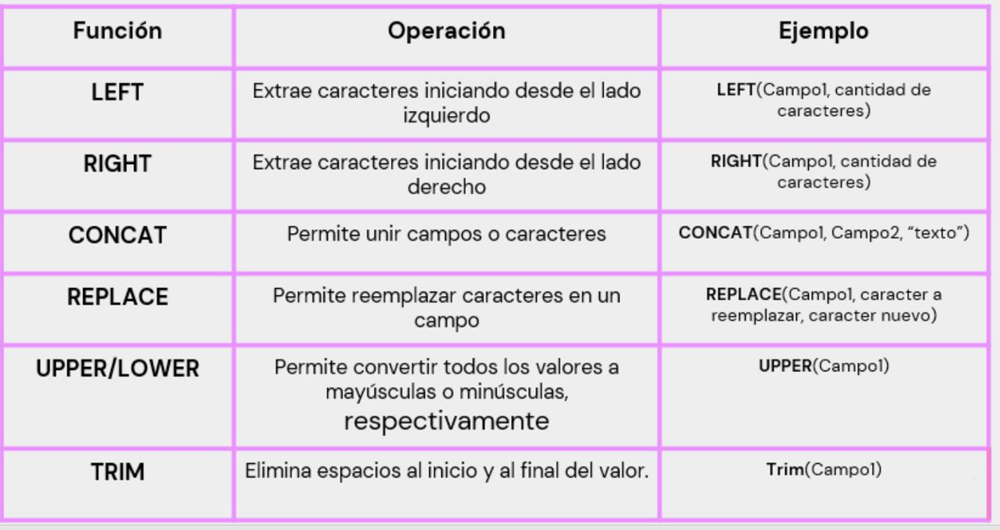 Función
Operación
Ejemplo
LEFT
Extrae caracteres iniciando desde el lado
izquierdo
LEFT(Campo1, cantidad de
caracteres)
RIGHT
Extrae caracteres iniciando desde el lado
derecho
RIGHT(Campo1, cantidad de
caracteres)
CONCAT
Permite unir campos o caracteres
CONCAT(Campo1, Campo2, “texto”)
REPLACE
Permite reemplazar caracteres en un
campo
REPLACE(Campo1, caracter a
reemplazar, caracter nuevo)
UPPER/LOWER
Permite convertir todos los valores a
mayúsculas o minúsculas,
respectivamente
UPPER(Campo1)
TRIM
Elimina espacios al inicio y al final del valor.
Trim(Campo1)